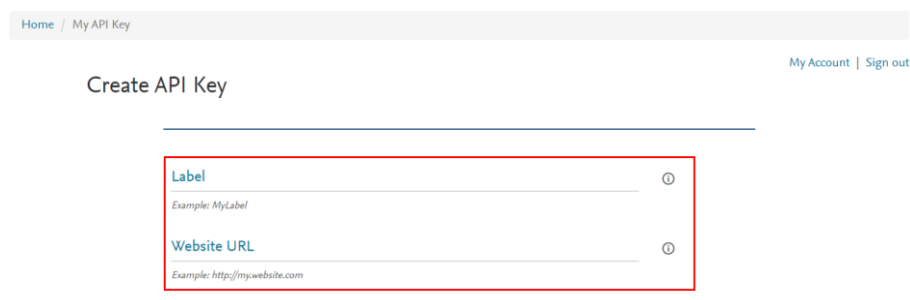 Home / My API Key
My Account | Sign out
Create API Key
Label
Example: MyLabel
Website URL
Example: http://my.website.com